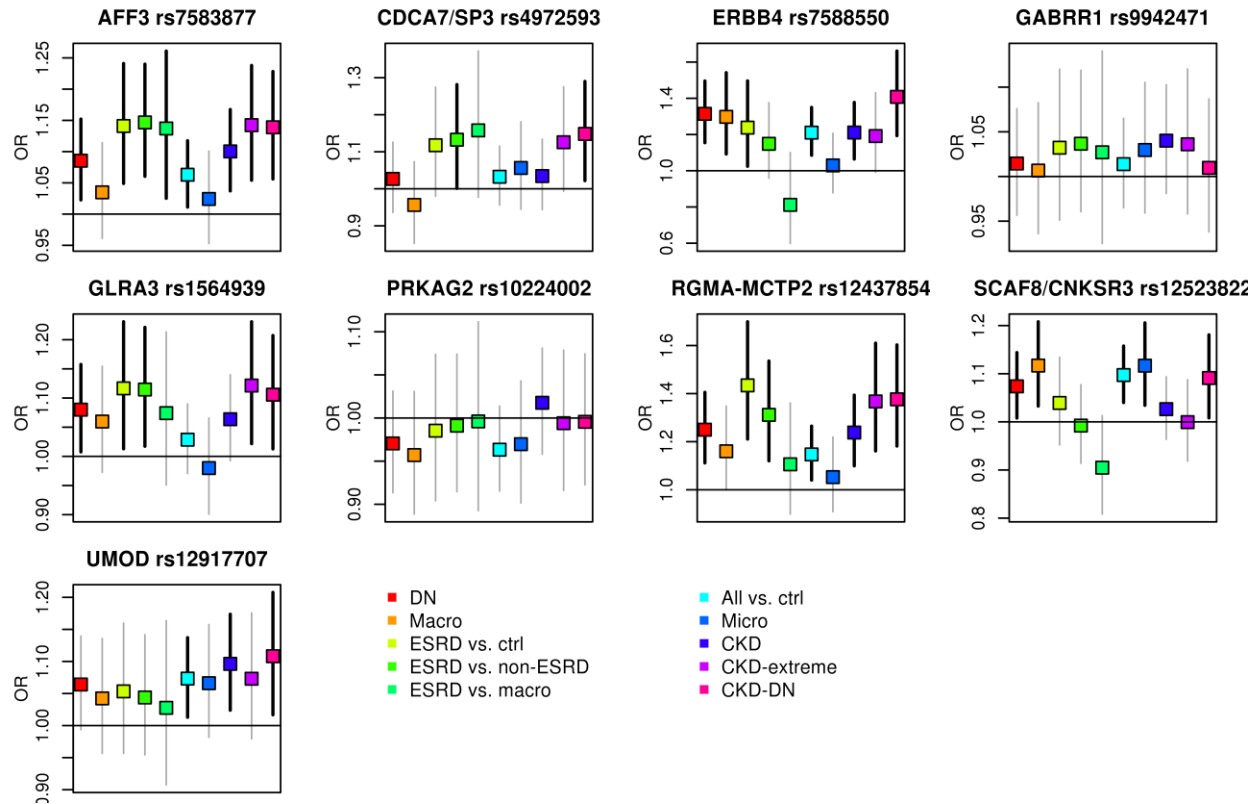 AFF3 rs7583877
CDCA7/SP3 rs4972593
ERBB4 rs7588550
GABRR1 rs9942471
OR
0.95
1.05
1.15
1.25
OR
0.9
1.1
1.3
OR
0.6
1.0
1.4
OR
0.95
1.05
GLRA3 rs1564939
PRKAG2 rs10224002
RGMA-MCTP2 rs12437854
SCAF8/CNKSR3 rs12523822
OR
0.90
1.00
1.10
1.20
OR
0.90
1.00
1.10
OR
1.0
1.2
1.4
1.6
OR
0.8
0.9
1.0
1.1
1.2
UMOD rs12917707
OR
0.90
1.00
1.10
1.20
DN
Macro
ESRD vs. ctrl
ESRD vs. non-ESRD
ESRD vs. macro
All vs. ctrl
Micro
CKD
CKD-extreme
CKD-DN